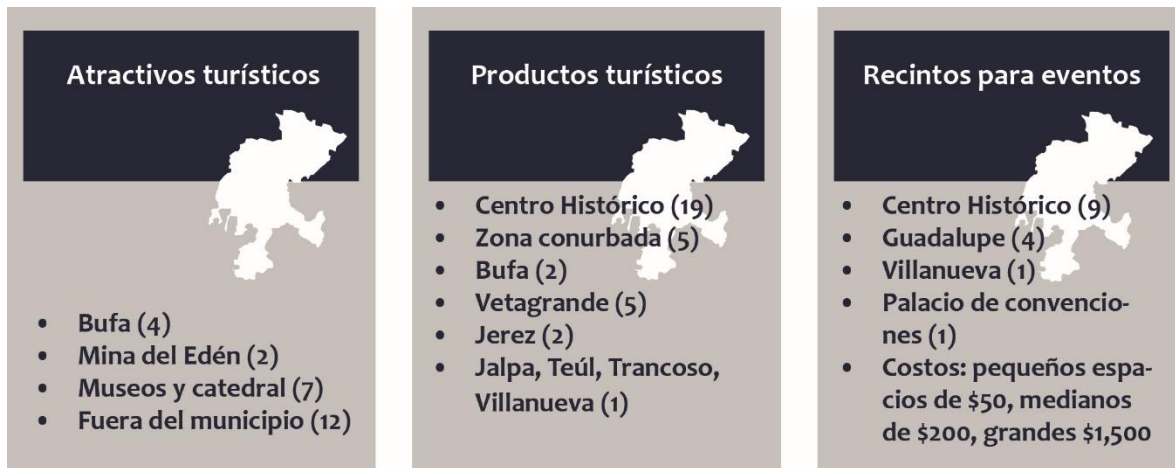 Atractivos turísticos
• Bufa (4)
• Mina del Edén (2)
• Museos y catedral (7)
• Fuera del municipio (12)
Productos turísticos
• Centro Histórico (19)
• Zona conurbada (5)
• Bufa (2)
• Vetagrande (5)
• Jerez (2)
• Jalpa, Teúl, Trancoso,
Villanueva (1)
Recintos para eventos
• Centro Histórico (9)
• Guadalupe (4)
• Villanueva (1)
• Palacio de convencio-
nes (1)
• Costos: pequeños espa-
cios de $50, medianos
de $200, grandes $1,500